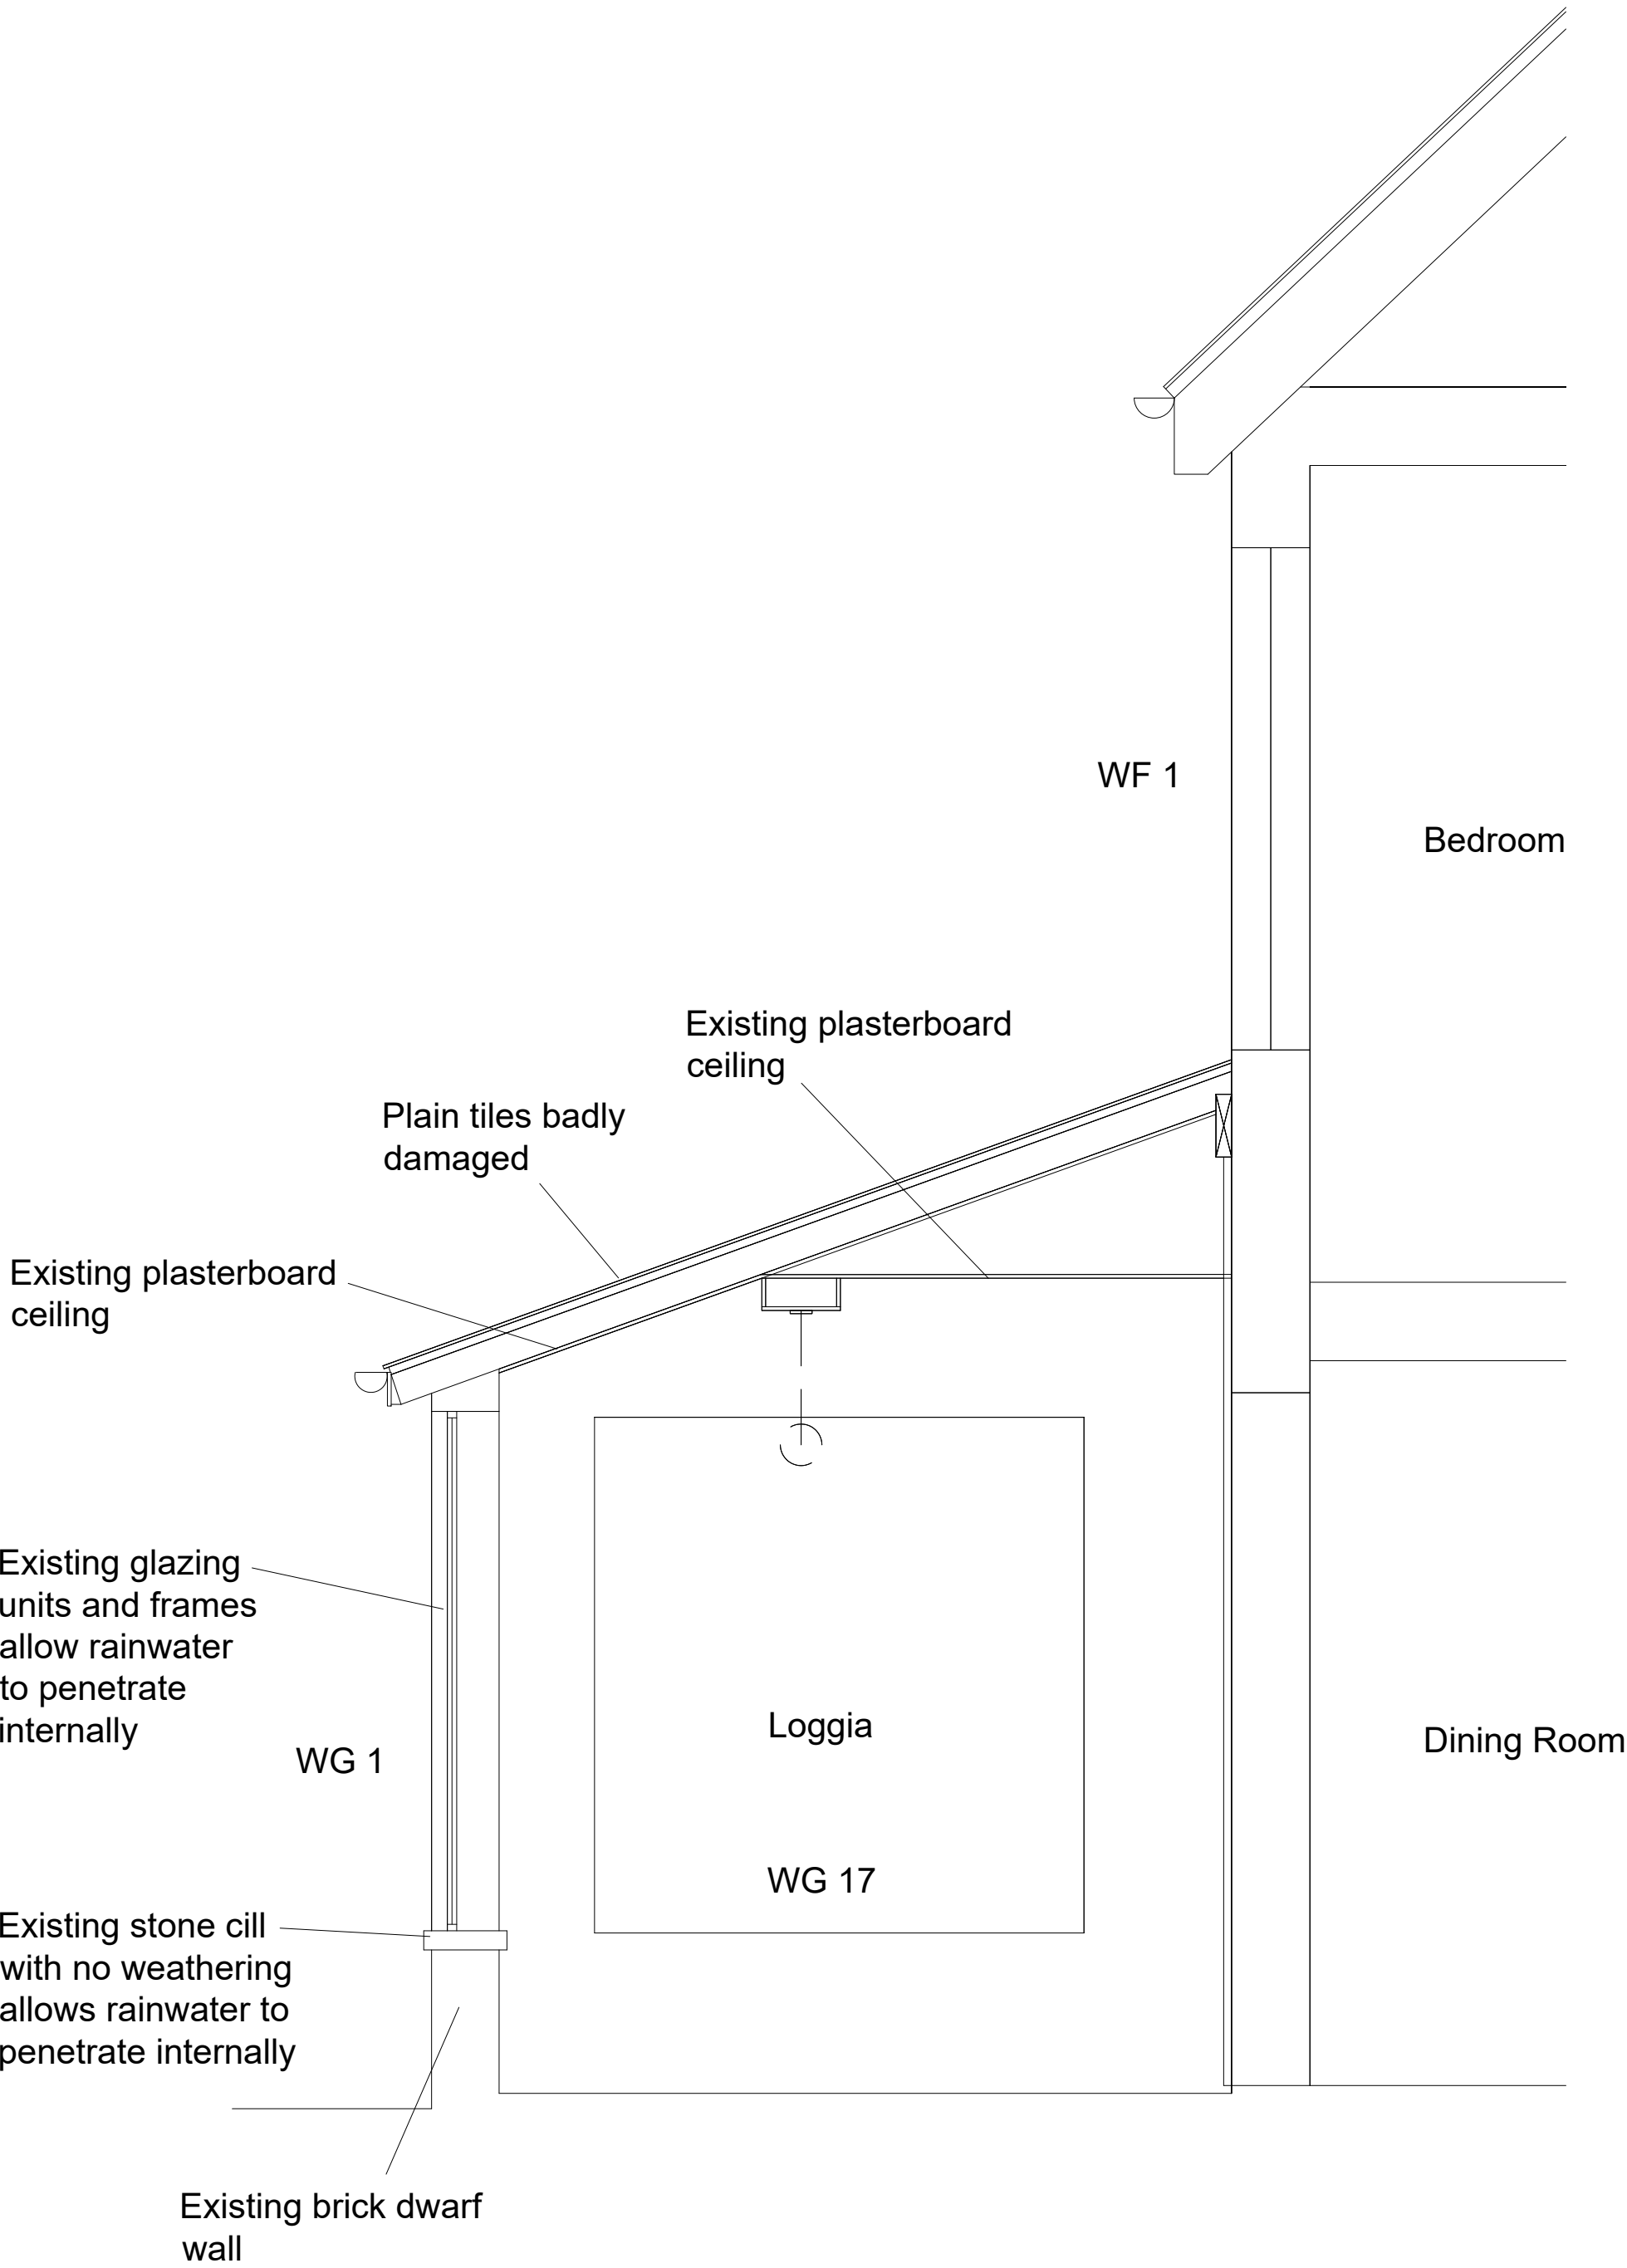 WF 1
Bedroom
Existing plasterboard
ceiling
Plain tiles badly
damaged
Existing plasterboard
ceiling
Existing glazing
units and frames
allow rainwater
to penetrate
internally
WG 1
Loggia
Dining Room
WG 17
Existing stone cill
with no weathering
allows rainwater to
penetrate internally
Existing brick dwarf
wall